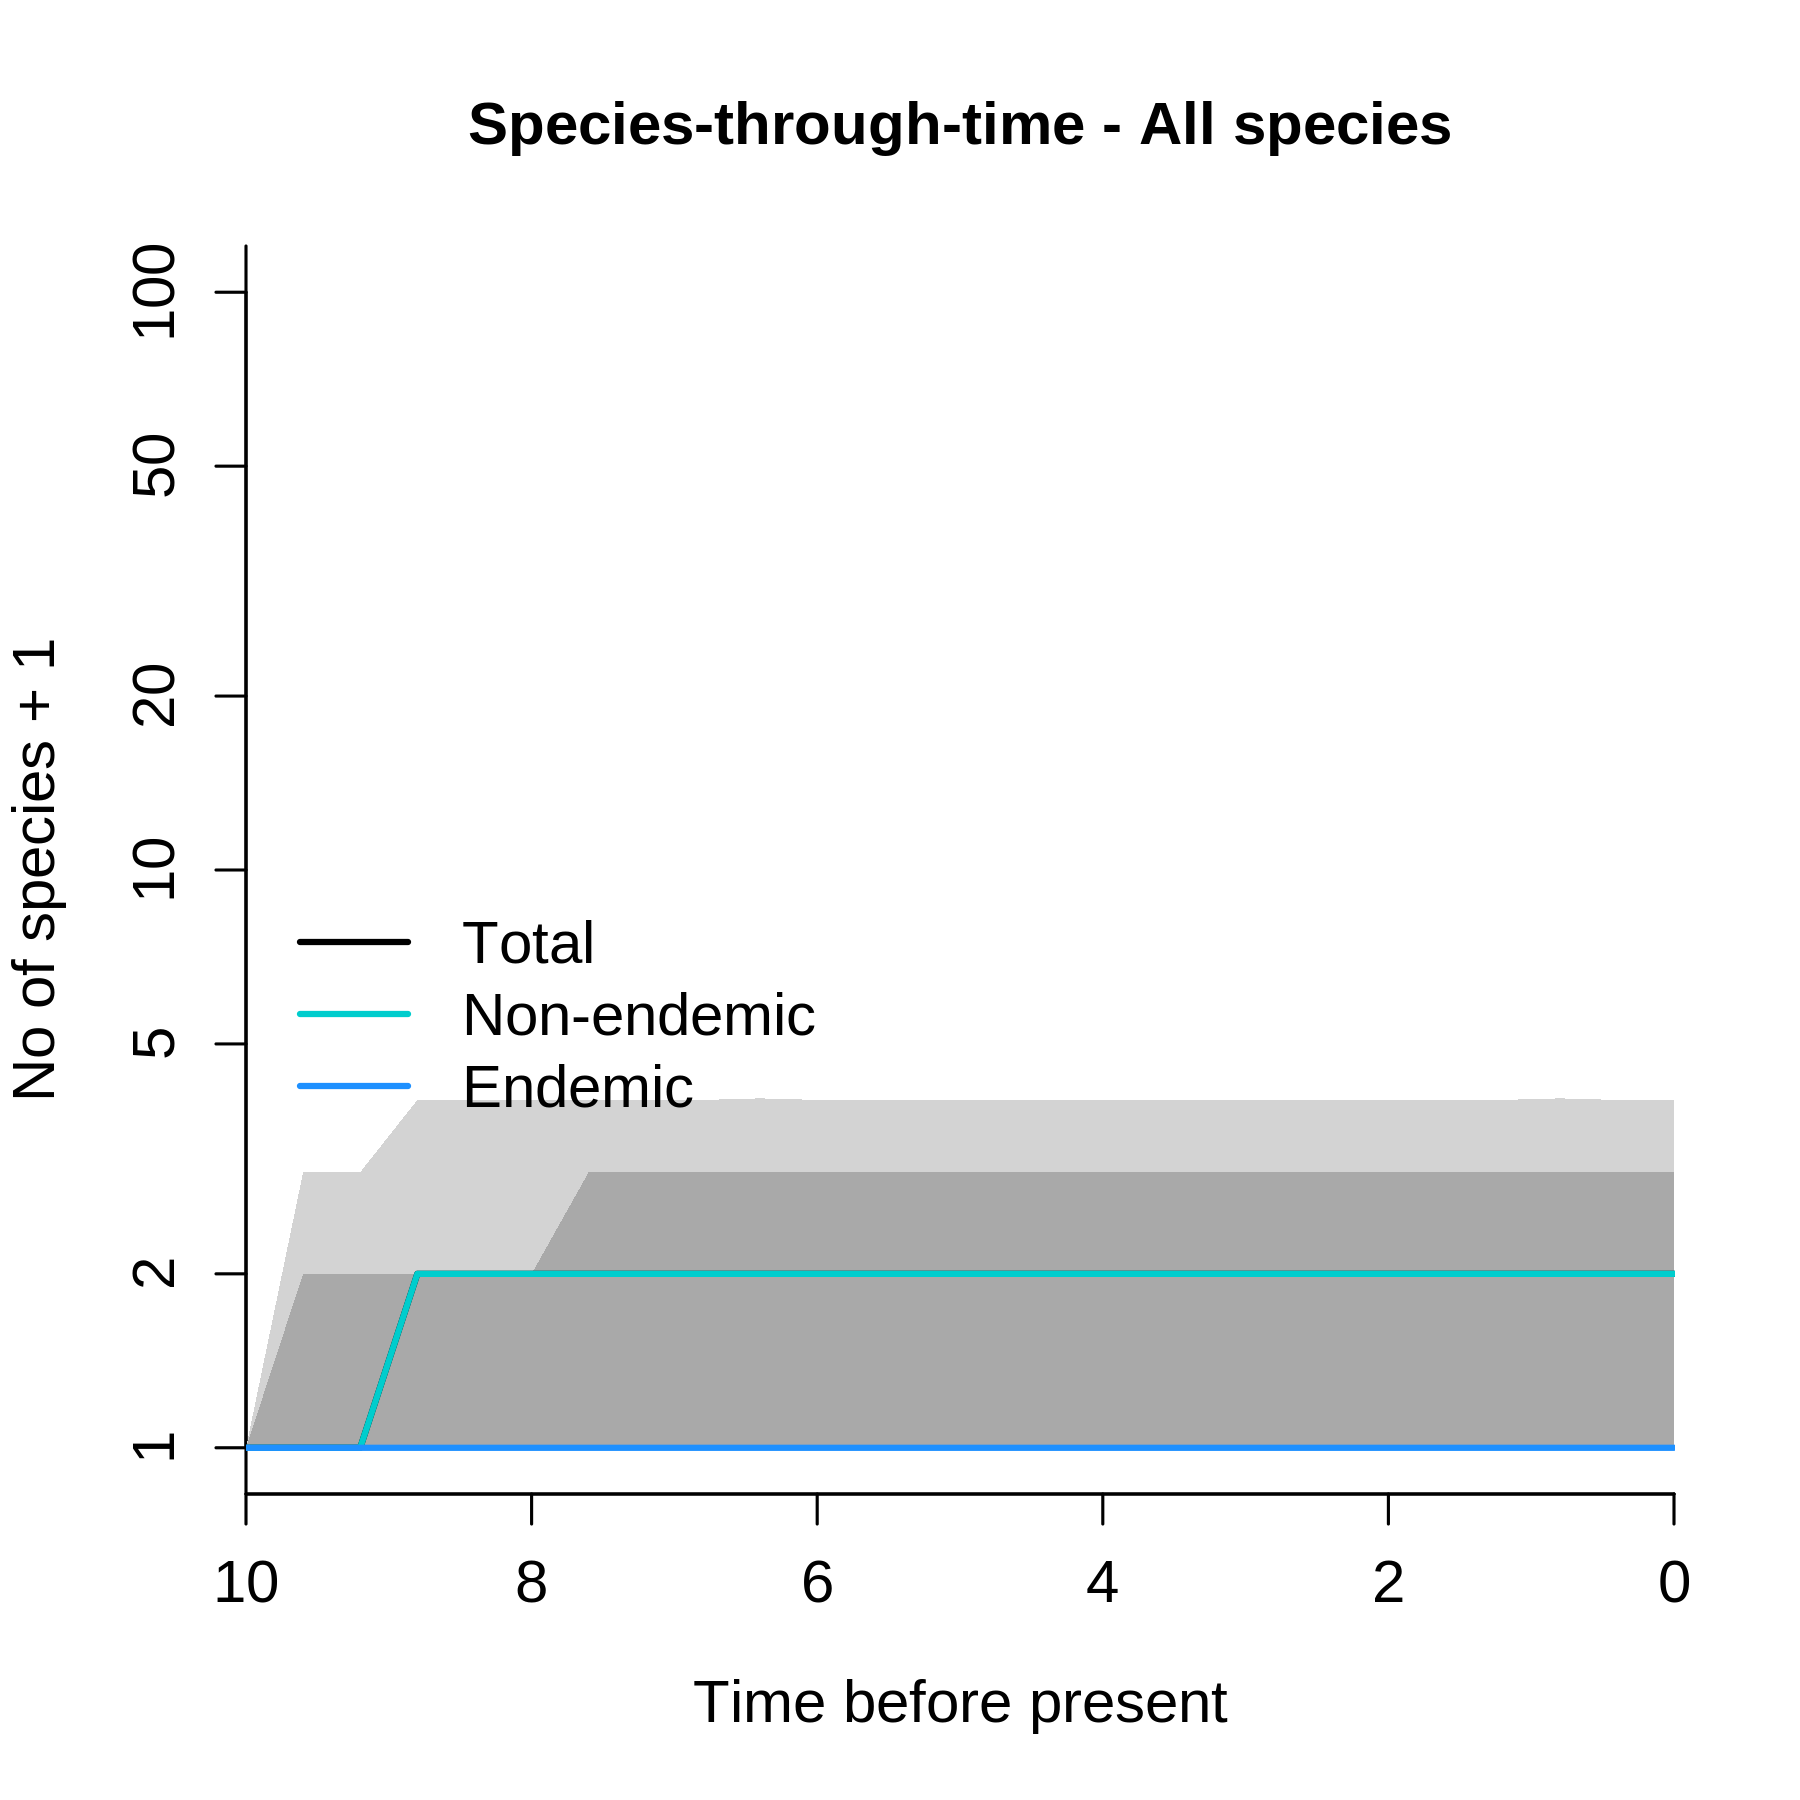 Species-through-time - All species
No of species + 1
100
50
20
10
5
2
1
Total
Non-endemic
Endemic
10 8 6 4 2 0
Time before present